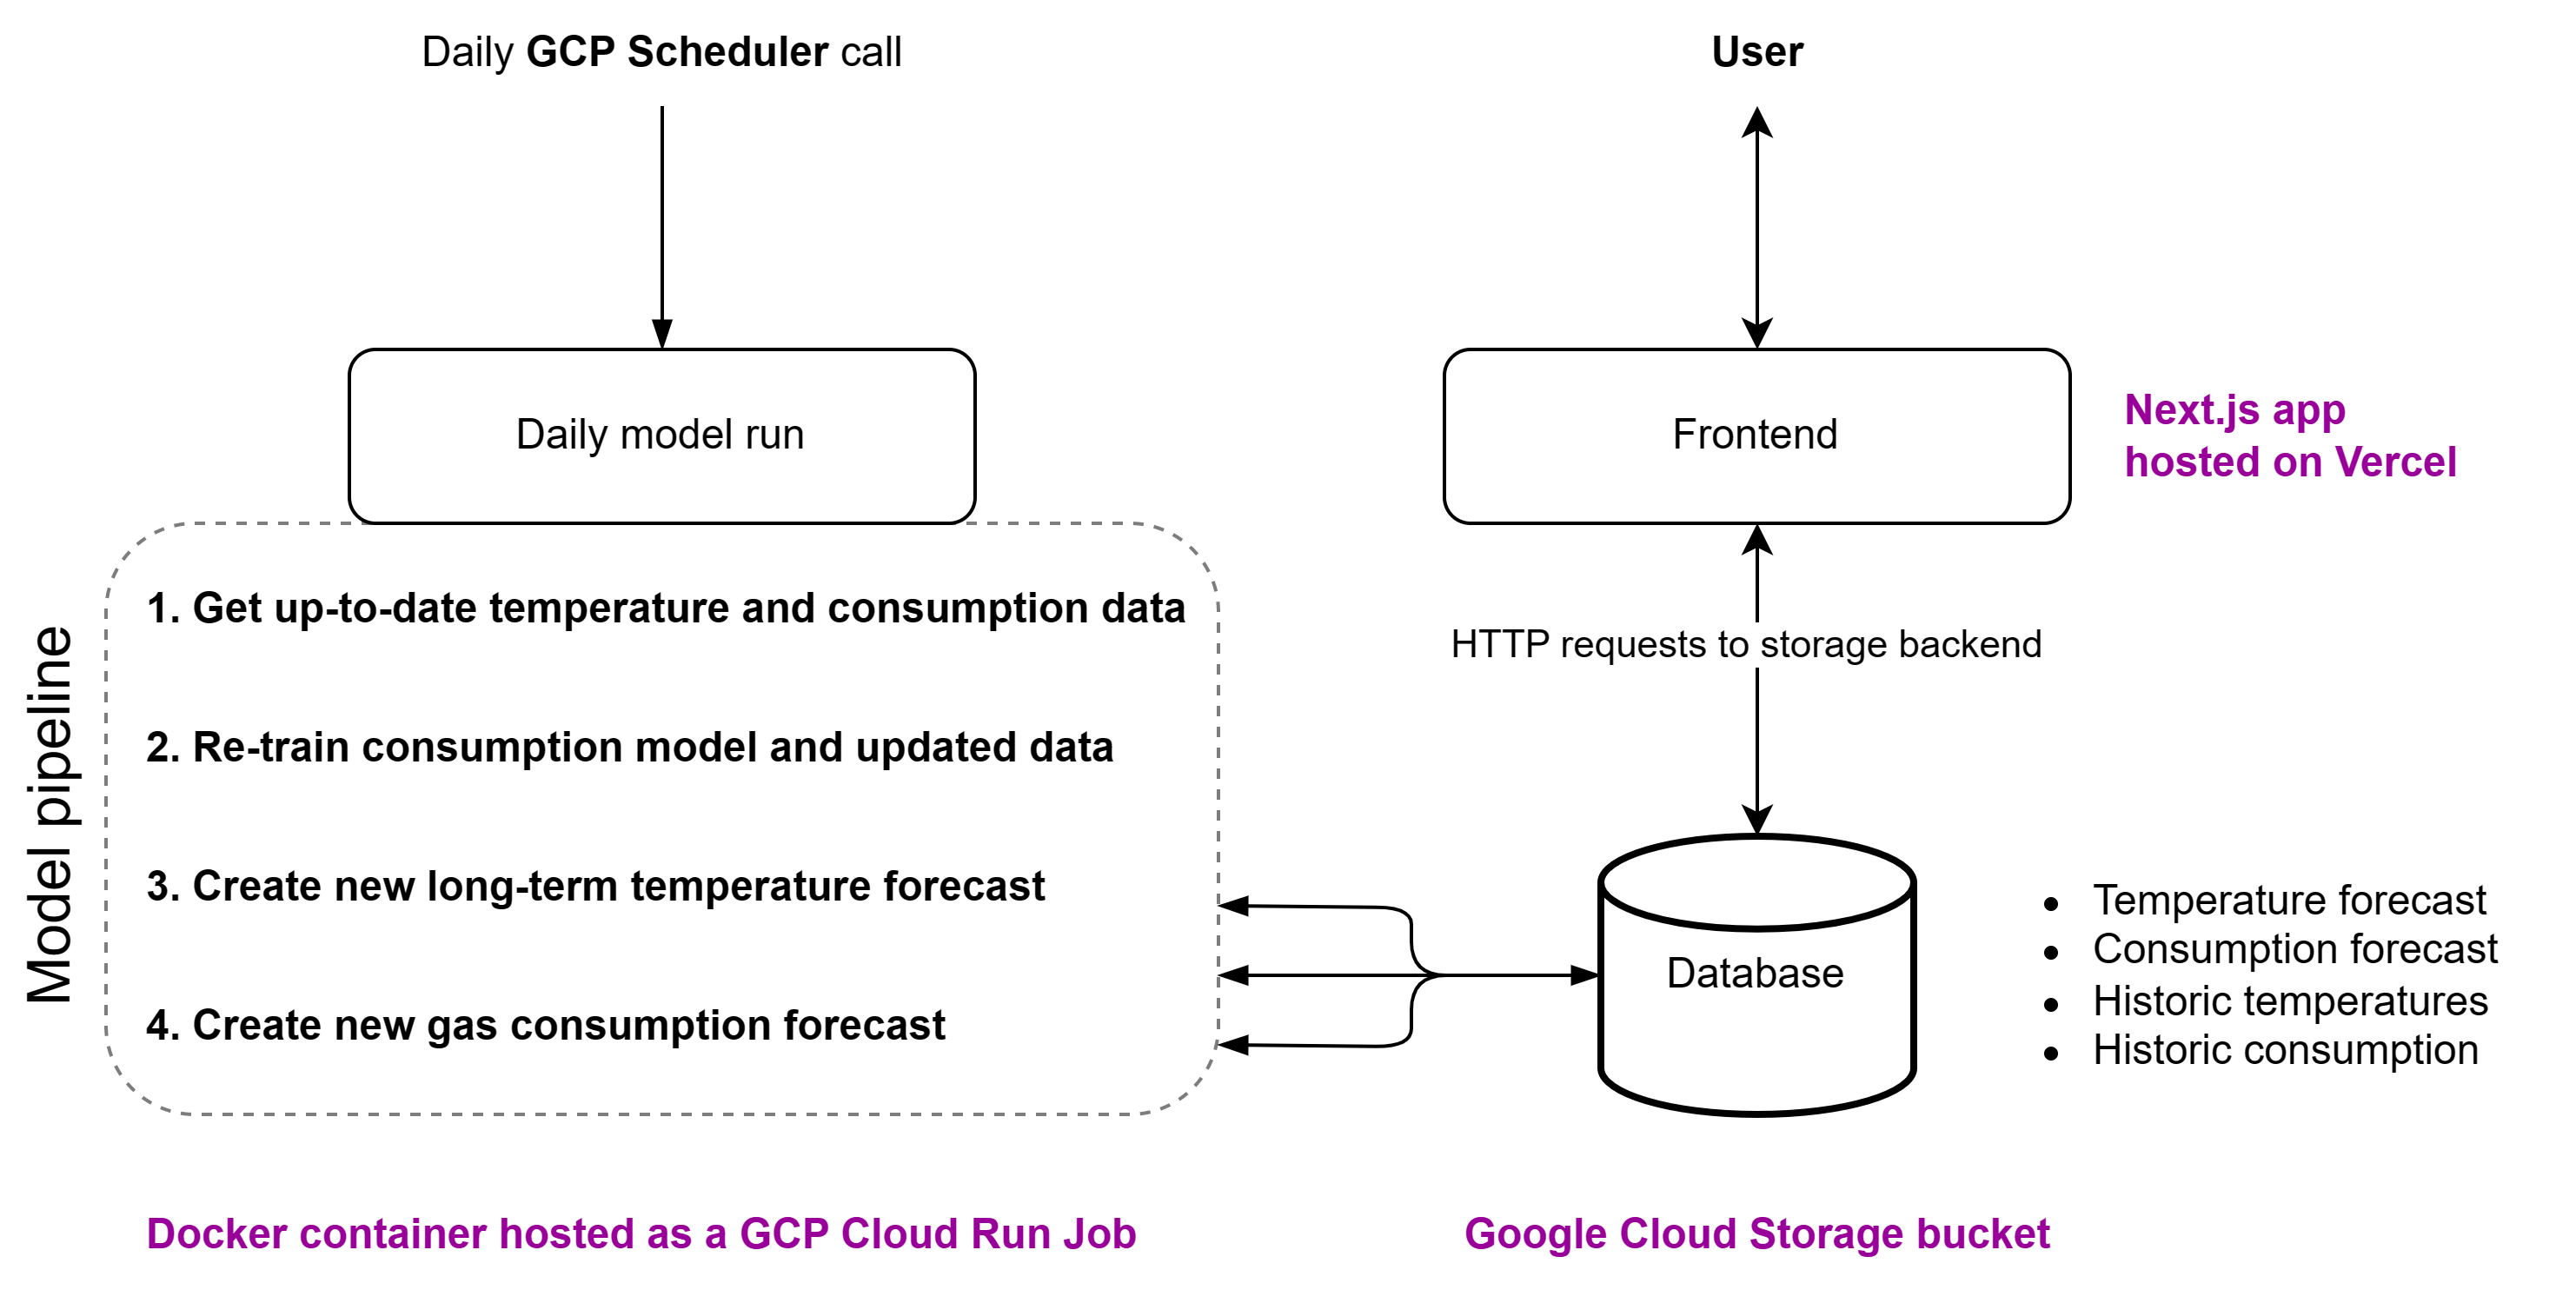 Daily GCP Scheduler call
User
Daily model run
Frontend
Next.js app
hosted on Vercel
Model pipeline
1. Get up-to-date temperature and consumption data
2. Re-train consumption model and updated data
3. Create new long-term temperature forecast
4. Create new gas consumption forecast
HTTP requests to storage backend
Database
• Temperature forecast
• Consumption forecast
• Historic temperatures
• Historic consumption
Docker container hosted as a GCP Cloud Run Job
Google Cloud Storage bucket